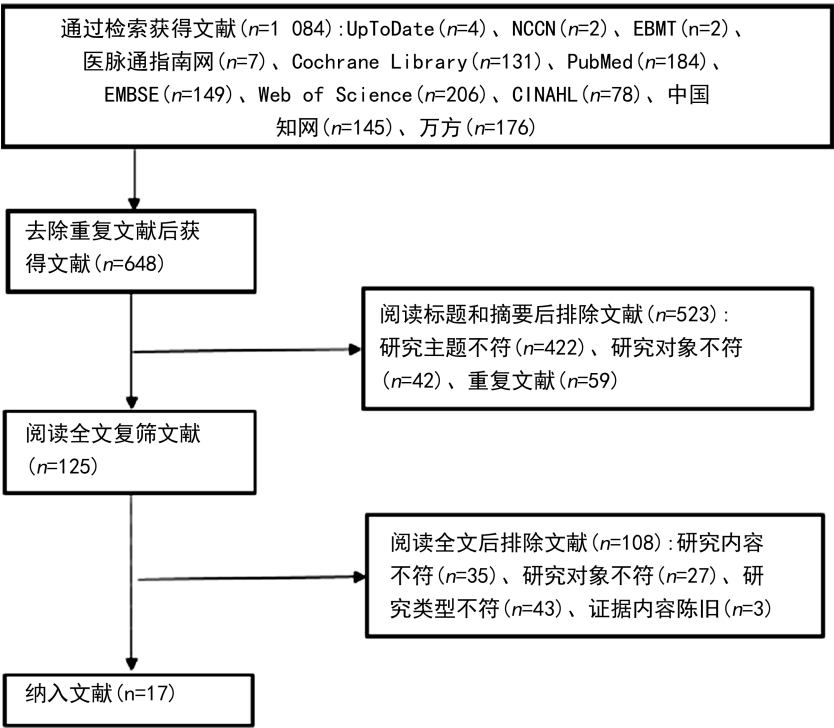 通过检索获得文献(n=1 084):UpToDate(n=4)、NCCN(n=2)、EBMT(n=2)、
医脉通指南网(n=7)、Cochrane Library(n=131)、PubMed(n=184)、
EMBSE(n=149)、Web of Science(n=206)、CINAHL(n=78)、中国
知网(n=145)、万方(n=176)
去除重复文献后获
得文献(n=648)
阅读标题和摘要后排除文献(n=523):
研究主题不符(n=422)、研究对象不符
(n=42)、重复文献(n=59)
阅读全文复筛文献
(n=125)
阅读全文后排除文献(n=108):研究内容
不符(n=35)、研究对象不符(n=27)、研
究类型不符(n=43)、证据内容陈旧(n=3)
纳入文献(n=17)